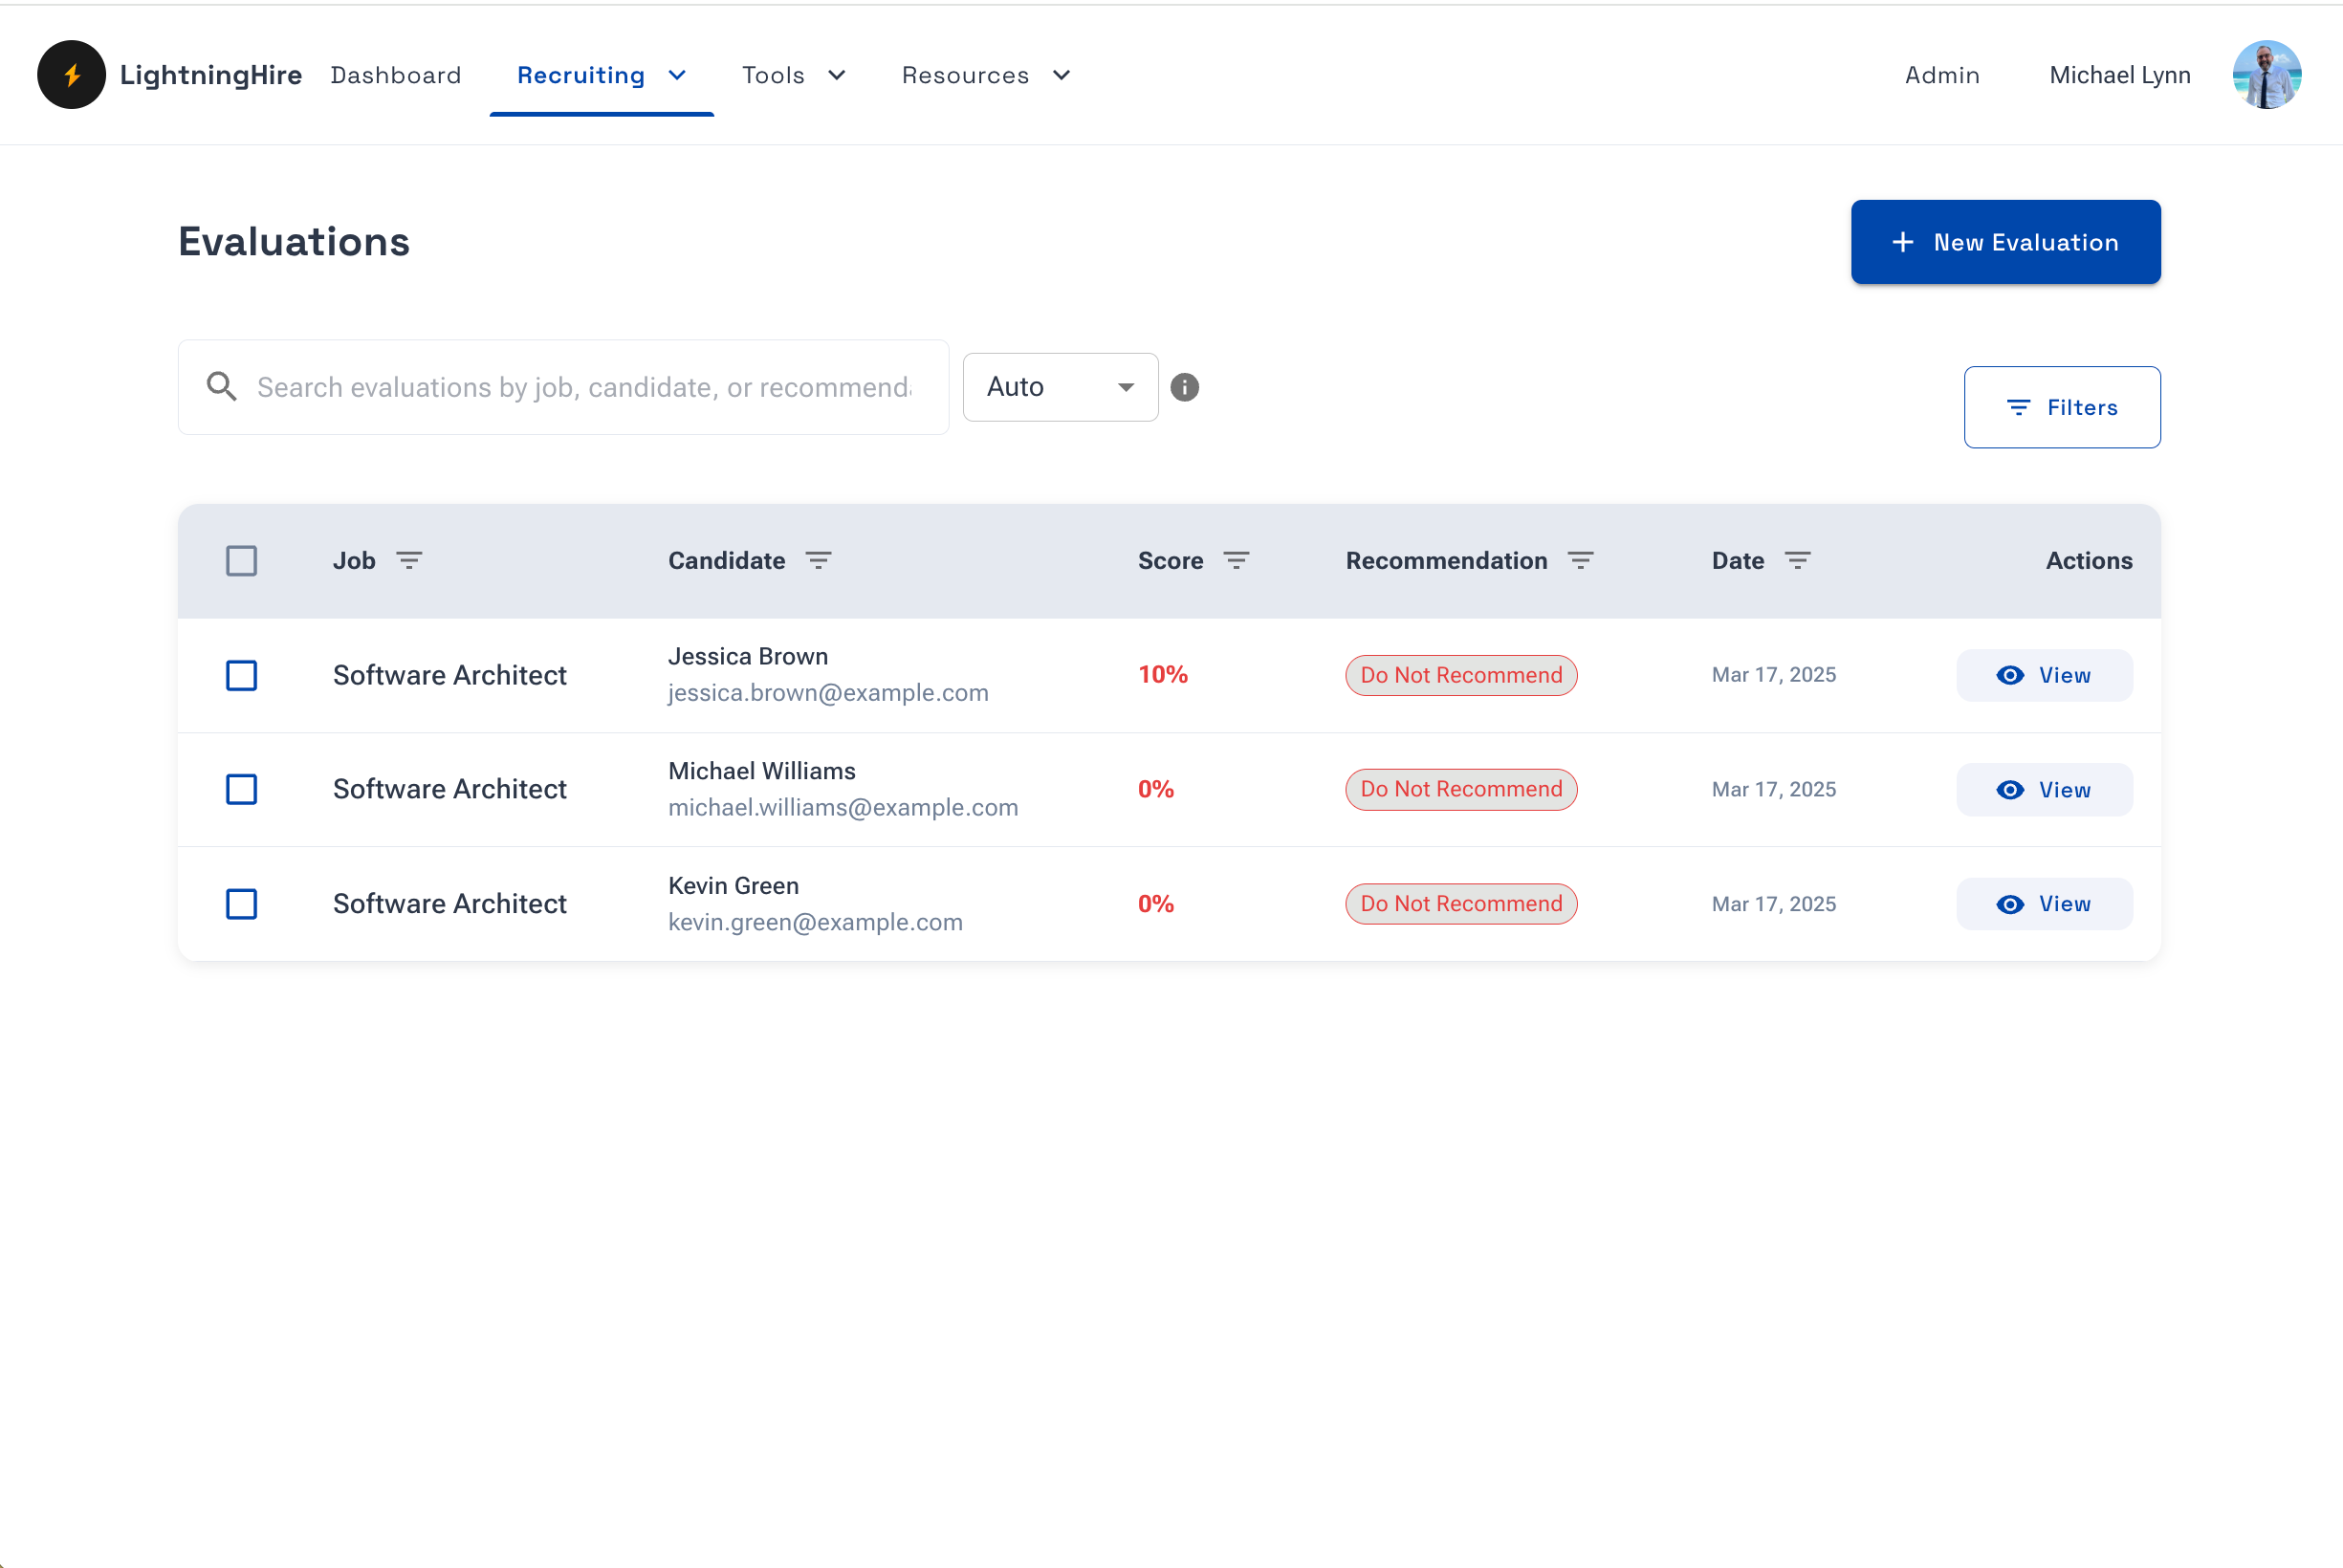 LightningHire Dashboard Recruiting Tools Resources Admin Michael Lynn
Evaluations
New Evaluation
Search evaluations by job, candidate, or recommend
Auto
Filters
Job Candidate Score Recommendation Date Actions
Jessica Brown
Software Architect 10% Do Not Recommend Mar 17, 2025 View
jessica.brown@example.com
Michael Williams
Software Architect 0% Do Not Recommend Mar 17, 2025 View
michael.williams@example.com
Kevin Green
Software Architect 0% Do Not Recommend Mar 17, 2025 View
kevin.green@example.com